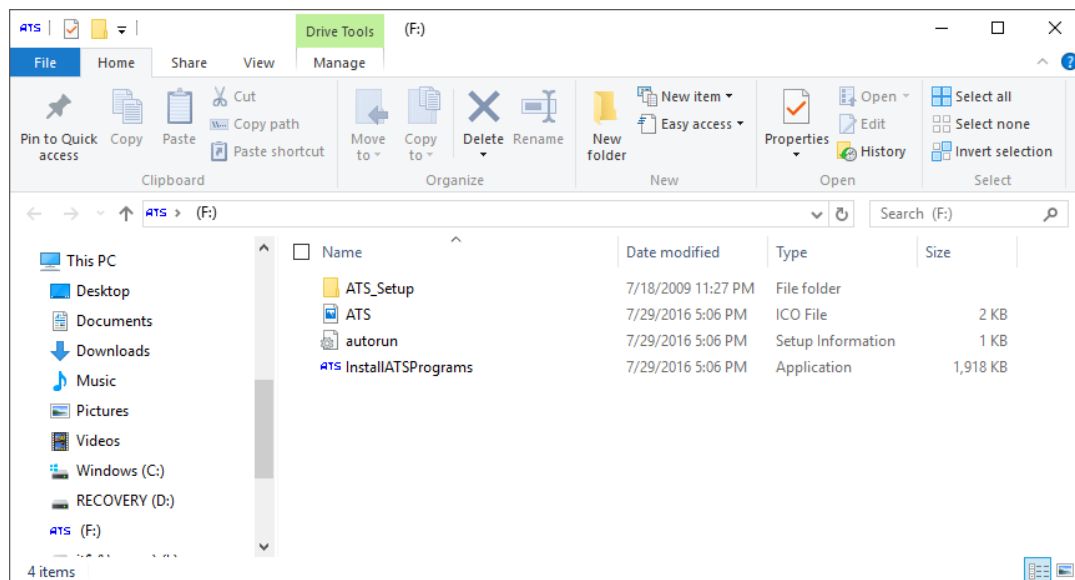 ATS
Drive Tools
(F:)
File Home Share View Manage
?
Pin to Quick access
Copy
Paste
Cut
Copy path
Paste shortcut
Clipboard
Move to
Copy to
Delete
Rename
Organize
New folder
New item
Easy access
New
Properties
Open
Edit
History
Open
Select all
Select none
Invert selection
Select
ATS > (F:)
Search (F:)
This PC
Desktop
Documents
Downloads
Music
Pictures
Videos
Windows (C:)
RECOVERY (D:)
ATS (F:)
Name Date modified Type Size
ATS_Setup 7/18/2009 11:27 PM File folder
ATS 7/29/2016 5:06 PM ICO File 2 KB
autorun 7/29/2016 5:06 PM Setup Information 1 KB
ATS InstallATSPrograms 7/29/2016 5:06 PM Application 1,918 KB
4 items